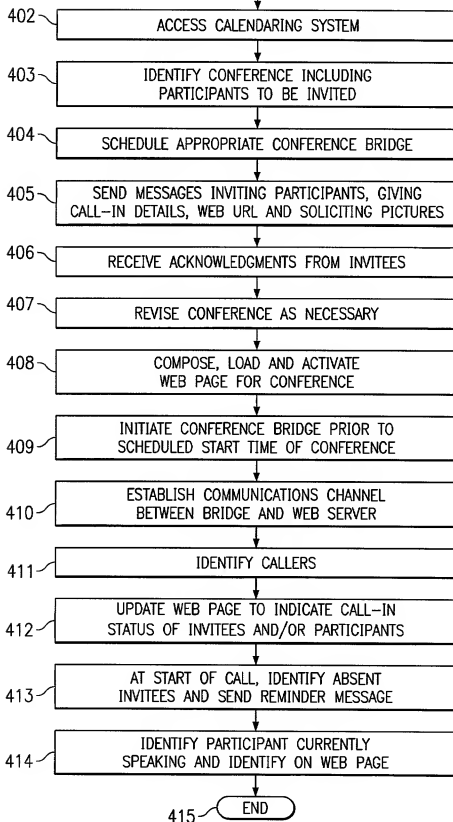 402
ACCESS CALENDARING SYSTEM
403
IDENTIFY CONFERENCE INCLUDING
PARTICIPANTS TO BE INVITED
404
SCHEDULE APPROPRIATE CONFERENCE BRIDGE
405
SEND MESSAGES INVITING PARTICIPANTS, GIVING
CALL-IN DETAILS, WEB URL AND SOLICITING PICTURES
406
RECEIVE ACKNOWLEDGMENTS FROM INVITEES
407
REVISE CONFERENCE AS NECESSARY
408
COMPOSE, LOAD AND ACTIVATE
WEB PAGE FOR CONFERENCE
409
INITIATE CONFERENCE BRIDGE PRIOR TO
SCHEDULED START TIME OF CONFERENCE
410
ESTABLISH COMMUNICATIONS CHANNEL
BETWEEN BRIDGE AND WEB SERVER
411
IDENTIFY CALLERS
412
UPDATE WEB PAGE TO INDICATE CALL-IN
STATUS OF INVITEES AND/OR PARTICIPANTS
413
AT START OF CALL, IDENTIFY ABSENT
INVITEES AND SEND REMINDER MESSAGE
414
IDENTIFY PARTICIPANT CURRENTLY
SPEAKING AND IDENTIFY ON WEB PAGE
415
END